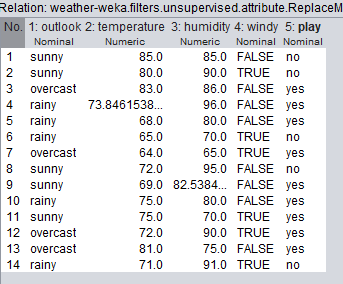 Relation: weather-weka.filters.unsupervised.attribute.ReplaceM
No. 1: outlook 2: temperature 3: humidity 4: windy 5: play
Nominal Numeric Numeric Nominal Nominal
1 sunny 85.0 85.0 FALSE no
2 sunny 80.0 90.0 TRUE no
3 overcast 83.0 86.0 FALSE yes
4 rainy 73.8461538... 96.0 FALSE yes
5 rainy 68.0 80.0 FALSE yes
6 rainy 65.0 70.0 TRUE no
7 overcast 64.0 65.0 TRUE yes
8 sunny 72.0 95.0 FALSE no
9 sunny 69.0 82.5384... FALSE yes
10 rainy 75.0 80.0 FALSE yes
11 sunny 75.0 70.0 TRUE yes
12 overcast 72.0 90.0 TRUE yes
13 overcast 81.0 75.0 FALSE yes
14 rainy 71.0 91.0 TRUE no